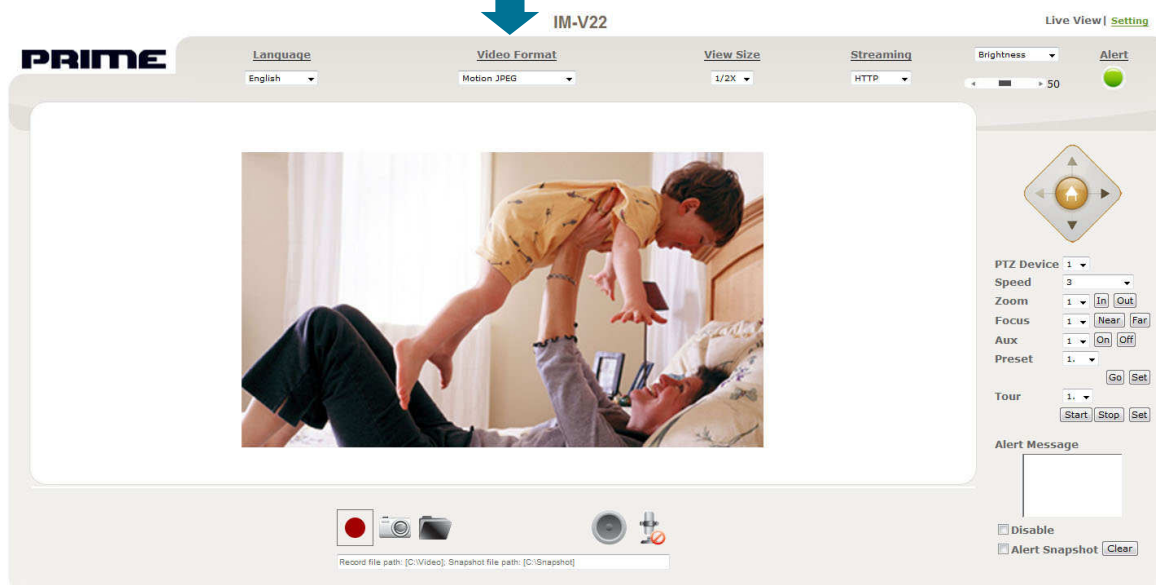 IM-V22
Live View | Setting
PRIME
Language
English
Video Format
Motion JPEG
View Size
1/2X
Streaming
HTTP
Brightness
50
Alert
PTZ Device 1
Speed 3
Zoom 1 In Out
Focus 1 Near Far
Aux 1 On Off
Preset 1.
Go Set
Tour 1.
Start Stop Set
Alert Message
Disable
Alert Snapshot Clear
Record file path: [C:\Video]; Snapshot file path: [C:\Snapshot]